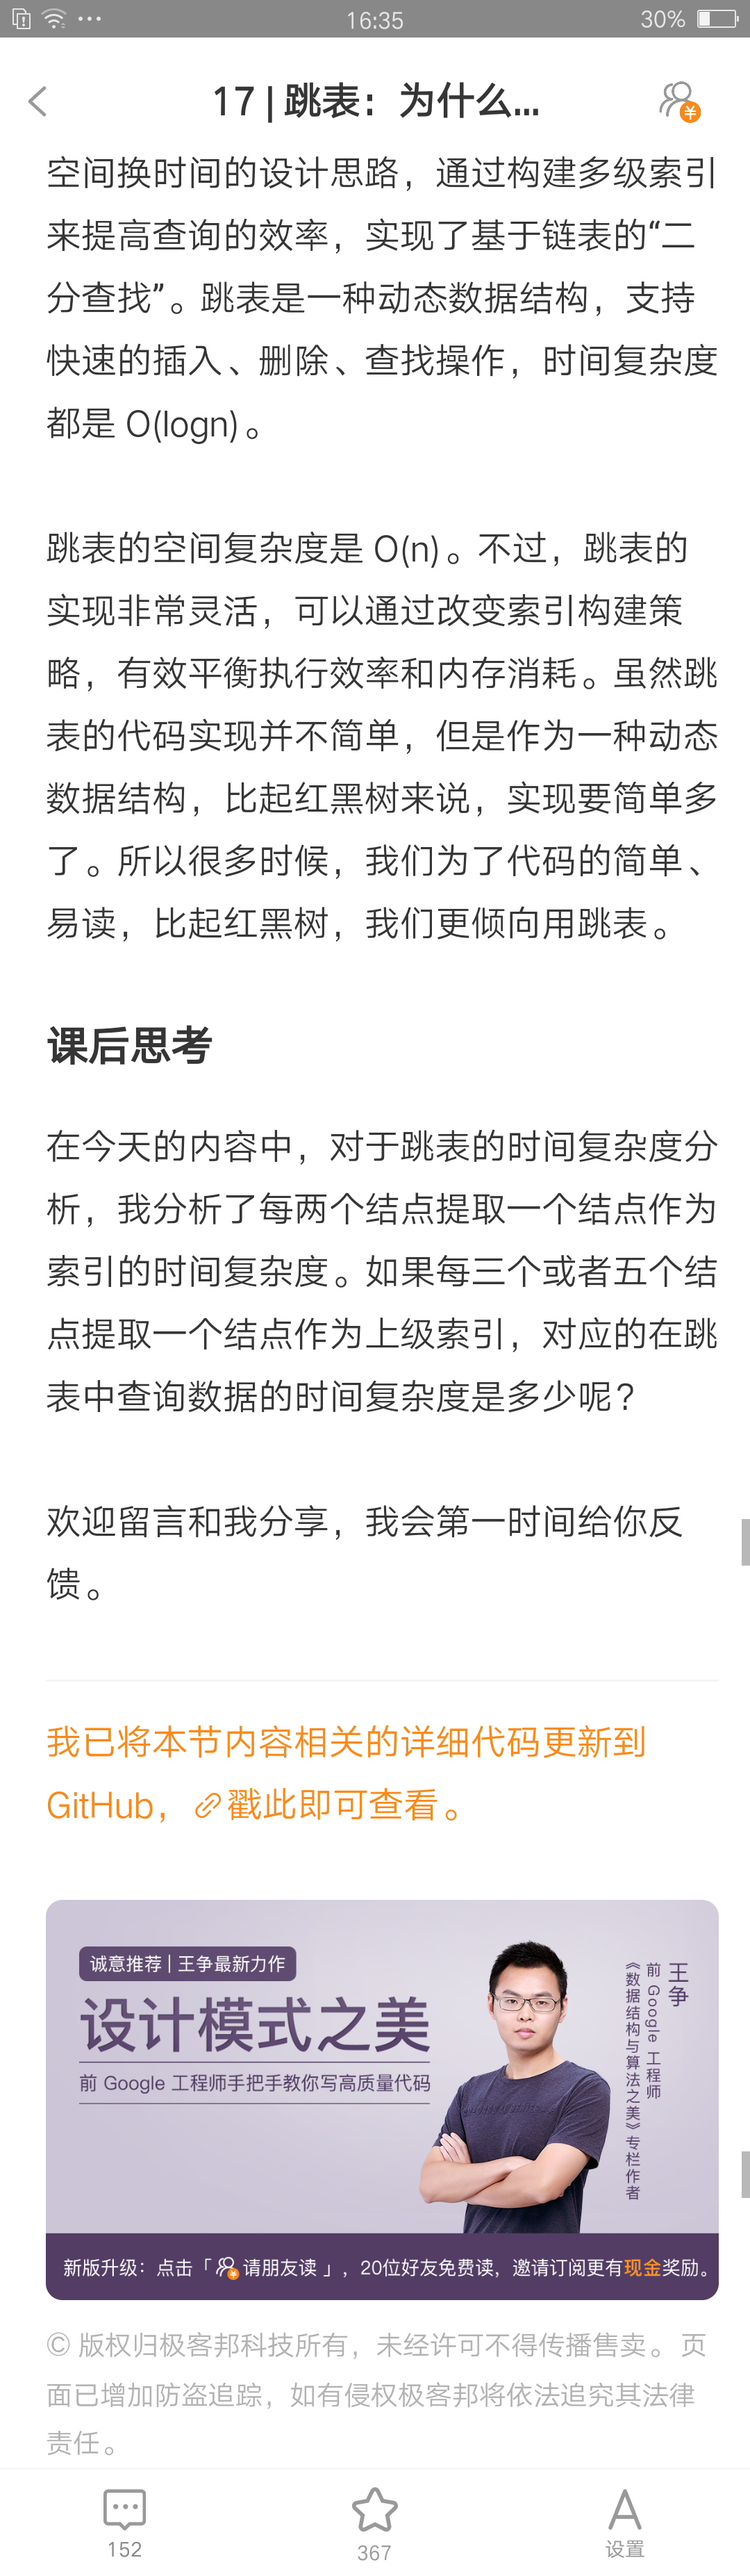 16:35
30%
17 | 跳表：为什么...
空间换时间的设计思路，通过构建多级索引
来提高查询的效率，实现了基于链表的“二
分查找”。跳表是一种动态数据结构，支持
快速的插入、删除、查找操作，时间复杂度
都是 O(logn)。
跳表的空间复杂度是 O(n)。不过，跳表的
实现非常灵活，可以通过改变索引构建策
略，有效平衡执行效率和内存消耗。虽然跳
表的代码实现并不简单，但是作为一种动态
数据结构，比起红黑树来说，实现要简单多
了。所以很多时候，我们为了代码的简单、
易读，比起红黑树，我们更倾向用跳表。
课后思考
在今天的内容中，对于跳表的时间复杂度分
析，我分析了每两个结点提取一个结点作为
索引的时间复杂度。如果每三个或者五个结
点提取一个结点作为上级索引，对应的在跳
表中查询数据的时间复杂度是多少呢？
欢迎留言和我分享，我会第一时间给你反
馈。
我已将本节内容相关的详细代码更新到
GitHub，戳此即可查看。
诚意推荐 | 王争最新力作
设计模式之美
前 Google 工程师手把手教你写高质量代码
王争
前 Google 工程师
《数据结构与算法之美》专栏作者
新版升级：点击「 请朋友读 」，20位好友免费读，邀请订阅更有现金奖励。
© 版权归极客邦科技所有，未经许可不得传播售卖。 页
面已增加防盗追踪，如有侵权极客邦将依法追究其法律
责任。
152
367
设置